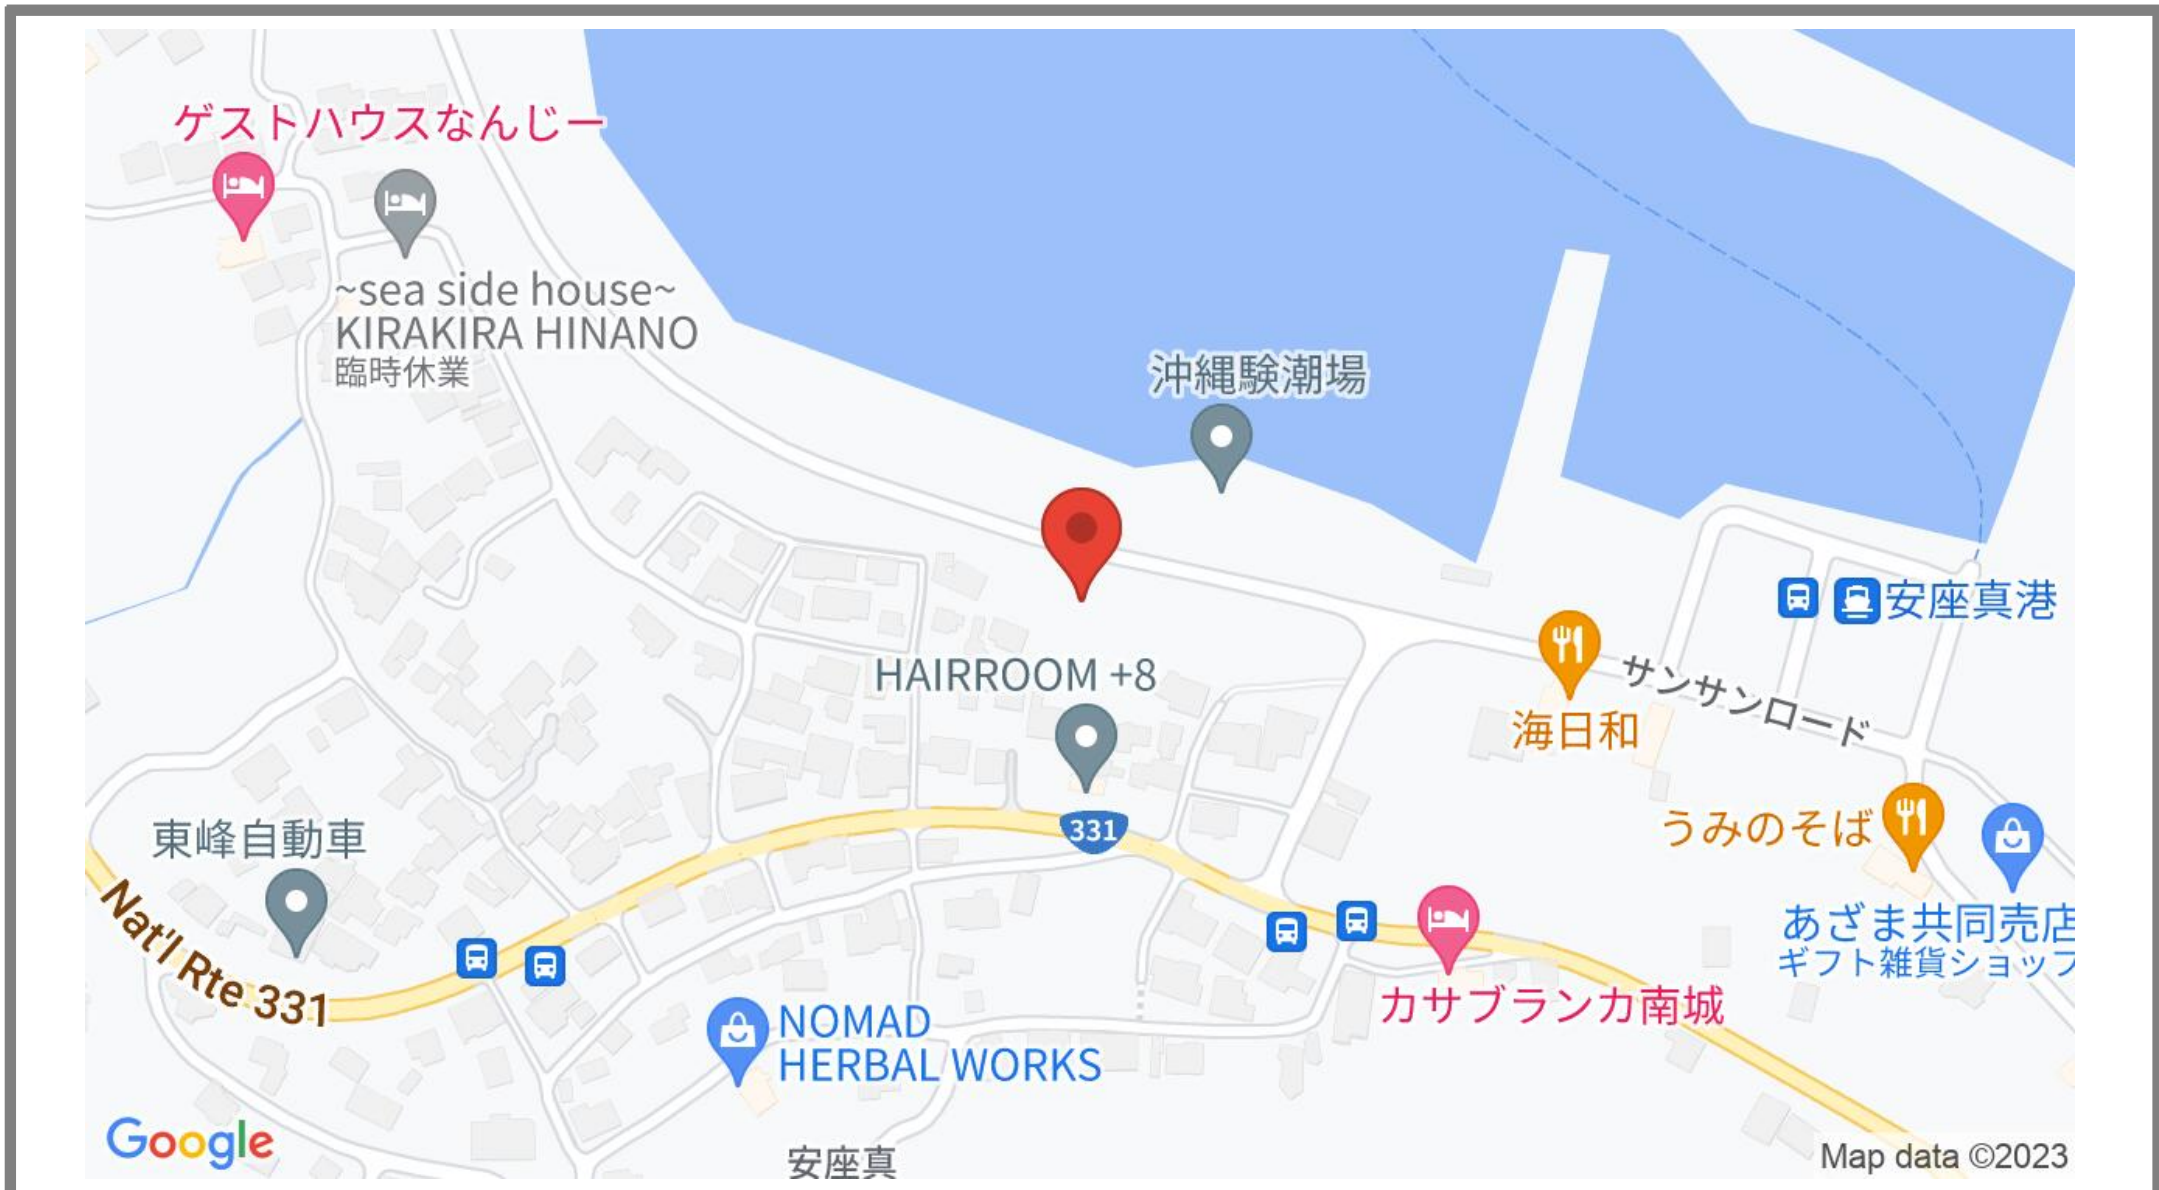 ゲストハウスなんじー
~sea side house~
KIRAKIRA HINANO
臨時休業
沖縄験潮場
安座真港
HAIRROOM +8
サンサンロード
海日和
うみのそば
331
東峰自動車
あざま共同売店
ギフト雑貨ショップ
Nat'l Rte 331
カサブランカ南城
NOMAD
HERBAL WORKS
安座真
Google
Map data ©2023